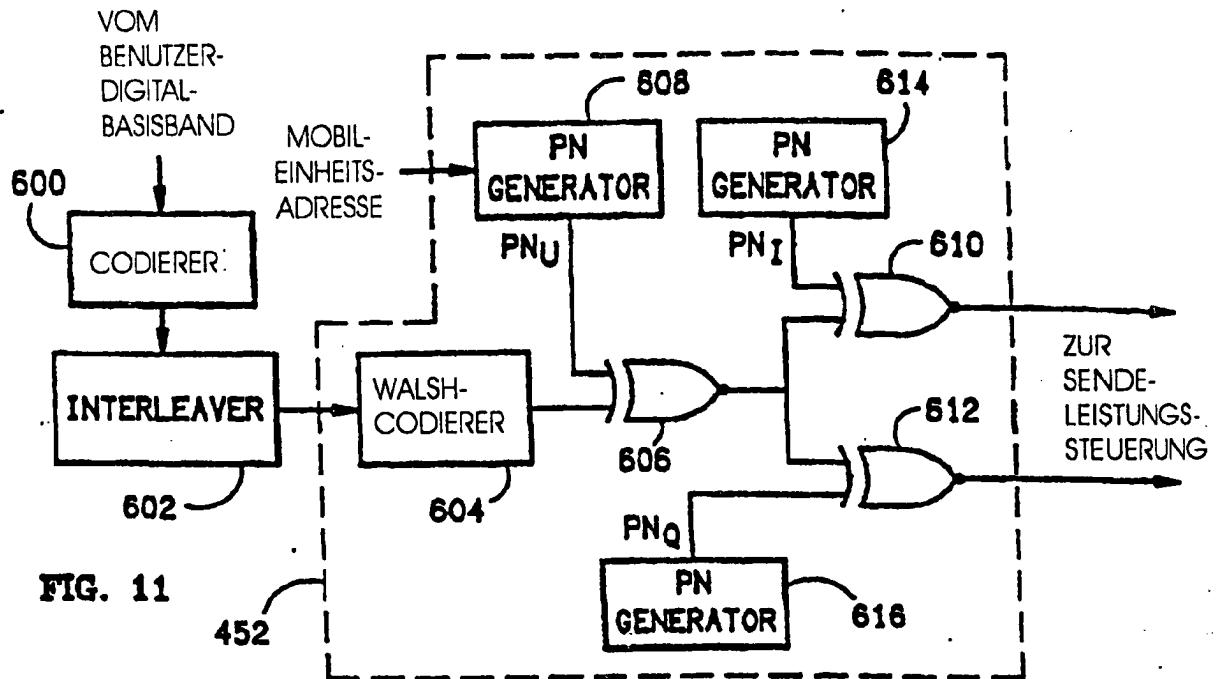 VOM
BENUTZER-
DIGITAL-
BASISBAND
600
CODIERER
INTERLEAVER
602
MOBIL-
EINHEITS-
ADRESSE
608
PN
GENERATOR
PNU
614
PN
GENERATOR
PNI
610
WALSH-
CODIERER
604
606
612
PNQ
PN
GENERATOR
616
ZUR
SENDE-
LEISTUNGS-
STEUERUNG
FIG. 11
452